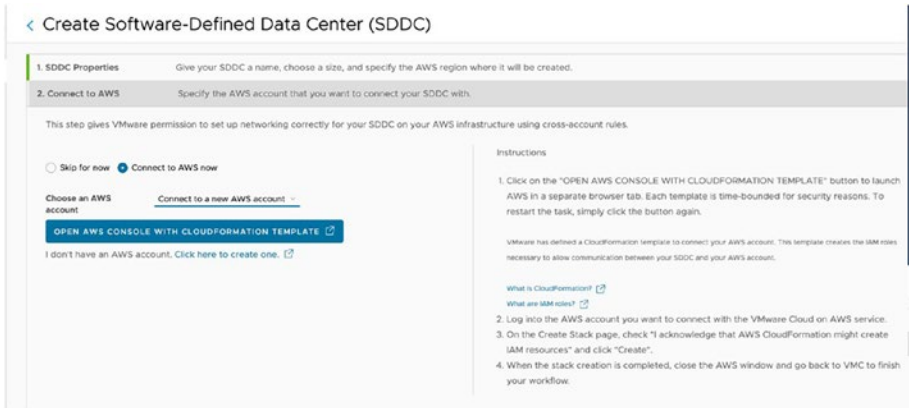 Create Software-Defined Data Center (SDDC)
1. SDDC Properties Give your SDDC a name, choose a size, and specify the AWS region where it will be created.
2. Connect to AWS Specify the AWS account that you want to connect your SDDC with.
This step gives VMware permission to set up networking correctly for your SDDC on your AWS infrastructure using cross-account rules.
Skip for now Connect to AWS now
Choose an AWS account Connect to a new AWS account
OPEN AWS CONSOLE WITH CLOUDFORMATION TEMPLATE
I don't have an AWS account. Click here to create one.
Instructions
1. Click on the "OPEN AWS CONSOLE WITH CLOUDFORMATION TEMPLATE" button to launch
AWS in a separate browser tab. Each template is time-bounded for security reasons. To
restart the task, simply click the button again.
VMware has defined a CloudFormation template to connect your AWS account. This template creates the IAM roles
necessary to allow communication between your SDDC and your AWS account.
What is CloudFormation?
What are IAM roles?
2. Log into the AWS account you want to connect with the VMware Cloud on AWS service.
3. On the Create Stack page, check "I acknowledge that AWS CloudFormation might create
IAM resources" and click "Create".
4. When the stack creation is completed, close the AWS window and go back to VMC to finish
your workflow.